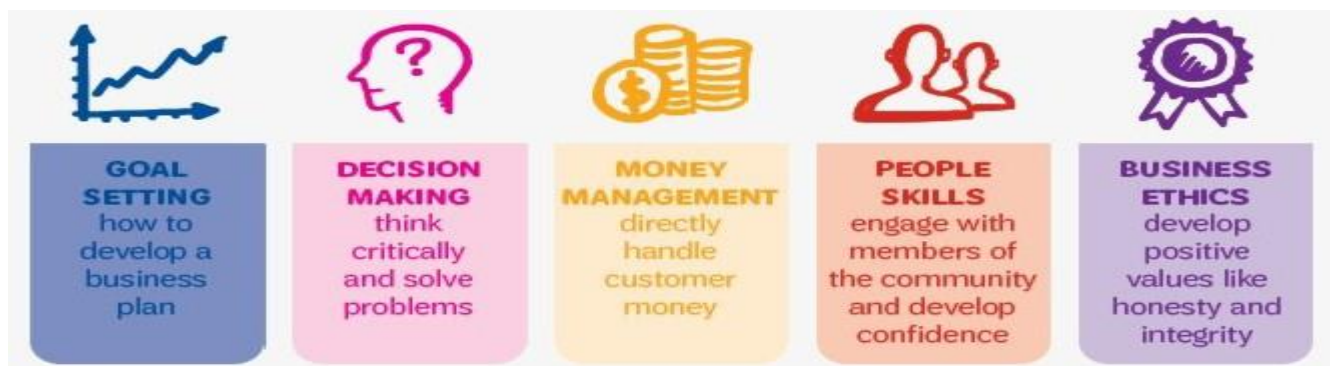 GOAL
SETTING
how to
develop a
business
plan
DECISION
MAKING
think
critically
and solve
problems
MONEY
MANAGEMENT
directly
handle
customer
money
PEOPLE
SKILLS
engage with
members of
the community
and develop
confidence
BUSINESS
ETHICS
develop
positive
values like
honesty and
integrity